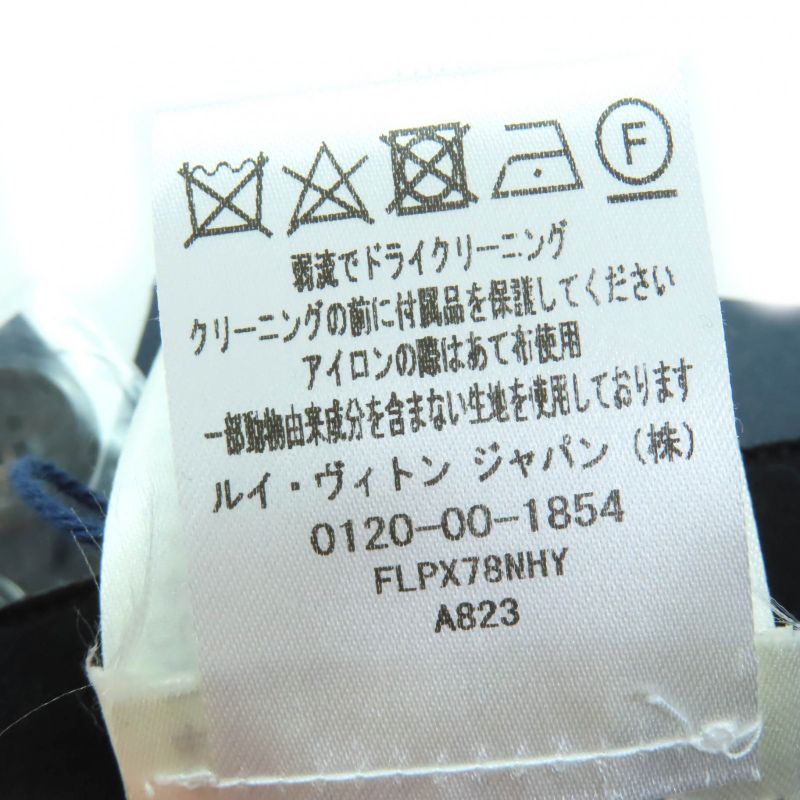 F
弱流でドライクリーニング
クリーニングの前に付属品を保護してください
アイロンの際はあて布使用
一部動物由来成分を含まない生地を使用しております
ルイ・ヴィトン ジャパン（株）
0120-00-1854
FLPX78NHY
A823